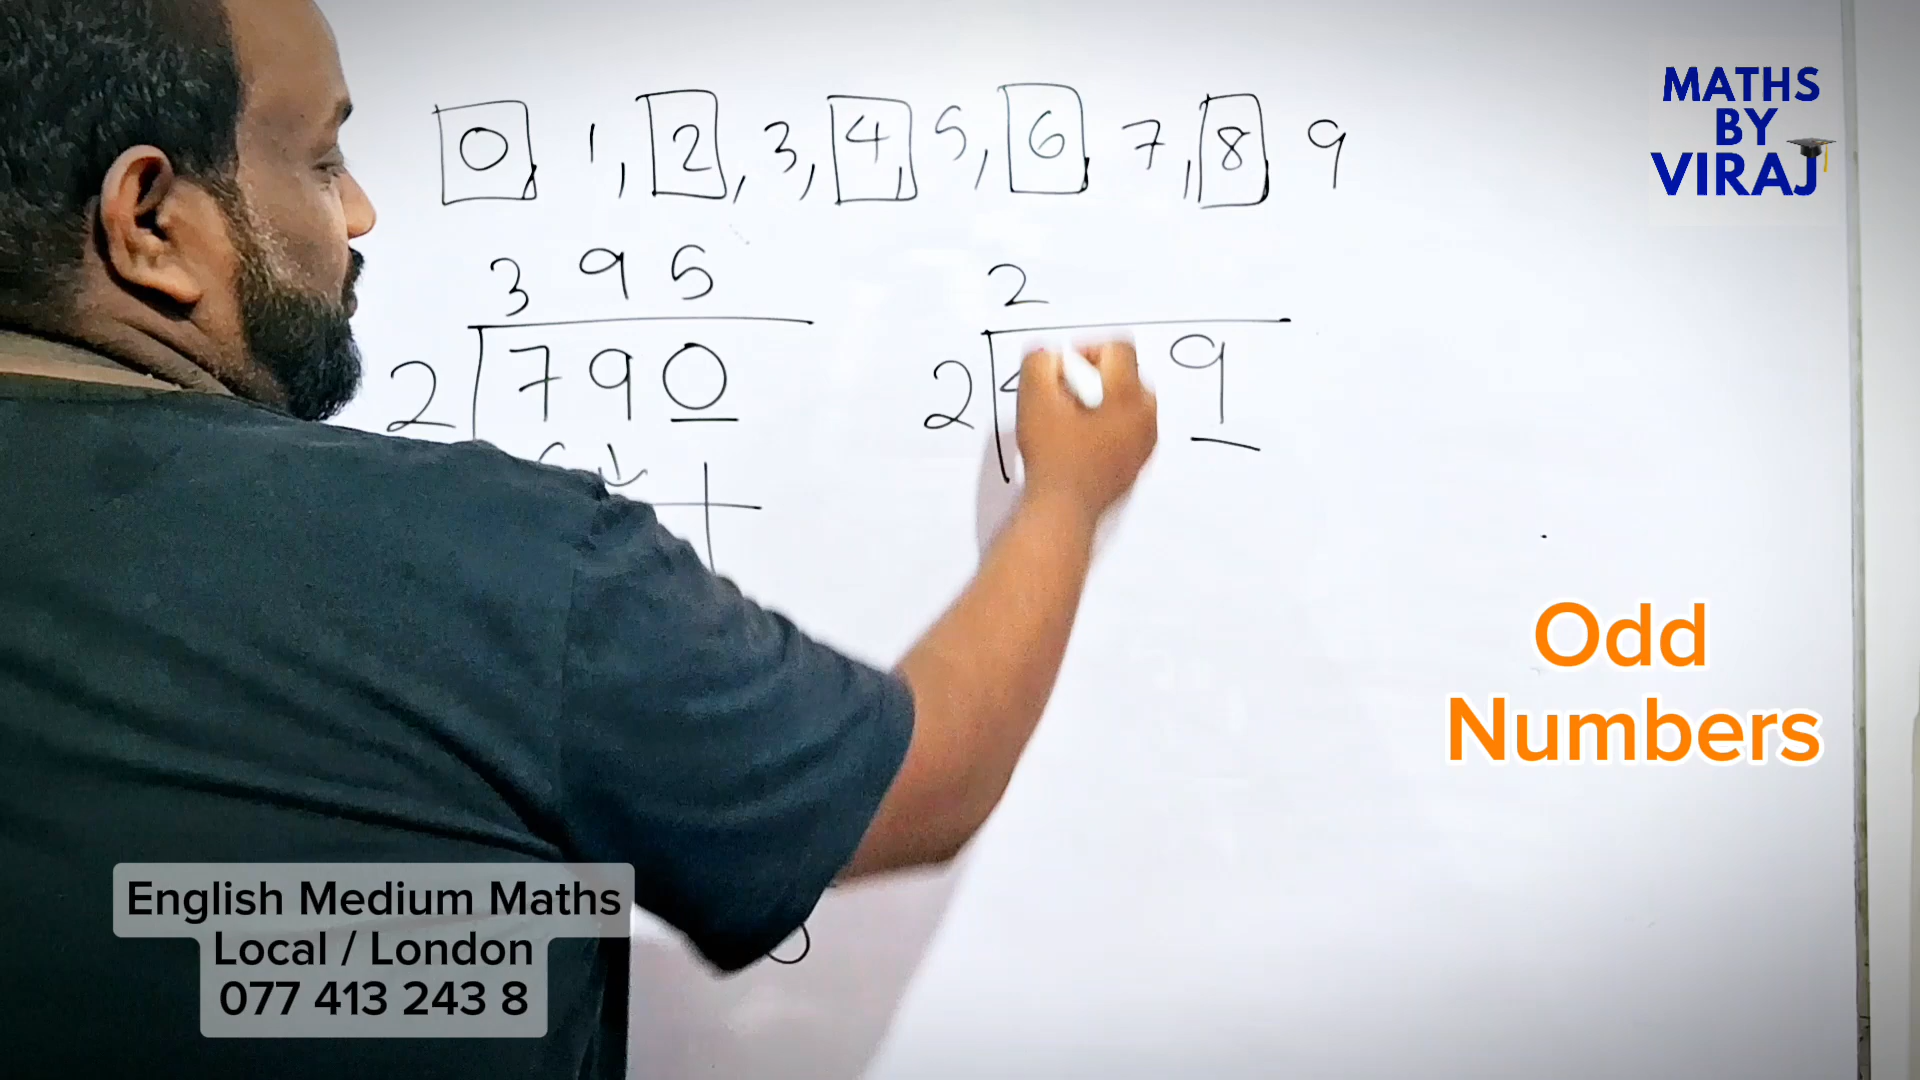 0, 1, 2, 3, 4, 5, 6, 7, 8, 9
MATHS
BY
VIRAJ
3 9 5
2
2 7 9 0
2 9
Odd
Numbers
English Medium Maths
Local / London
077 413 243 8